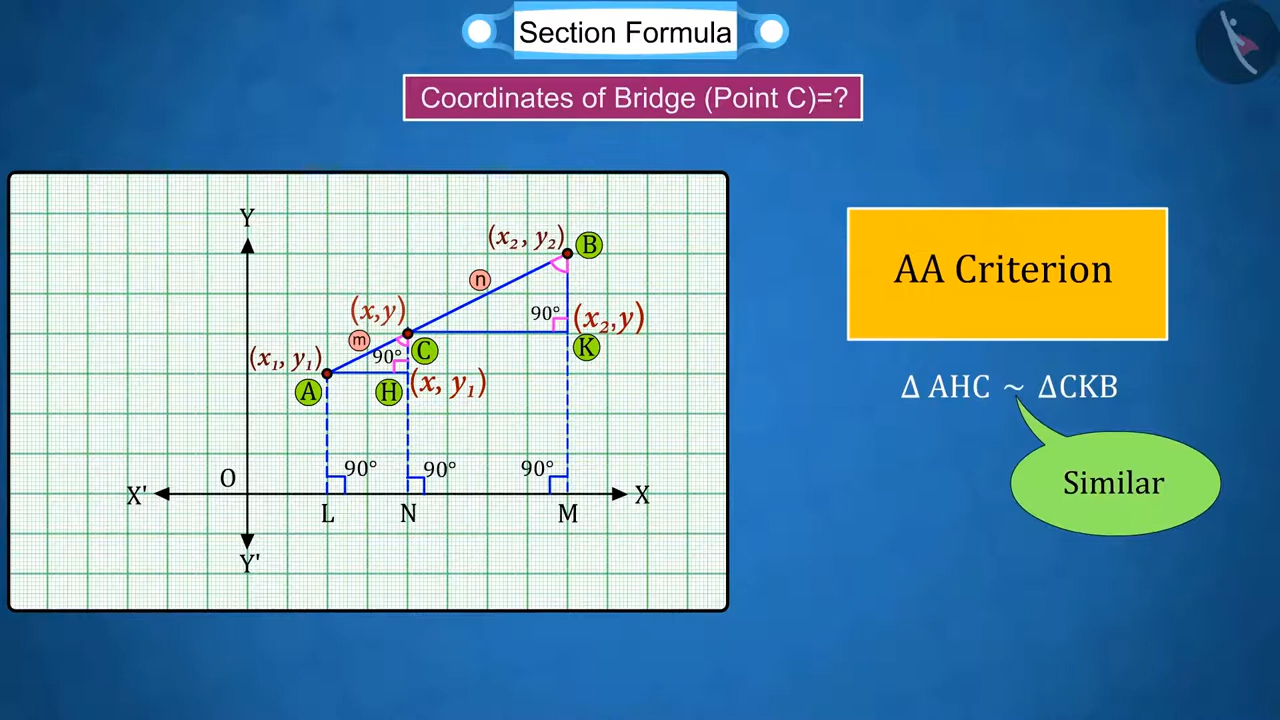 Section Formula
Coordinates of Bridge (Point C)=?
Y
(x₂, y₂) B
n
(x,y)
m
90°
(x₂,y)
C
K
(x₁, y₁)
90°
A
H
(x, y₁)
O
90°
90°
90°
X'
X
L
N
M
Y'
AA Criterion
Δ AHC ~ ΔCKB
Similar